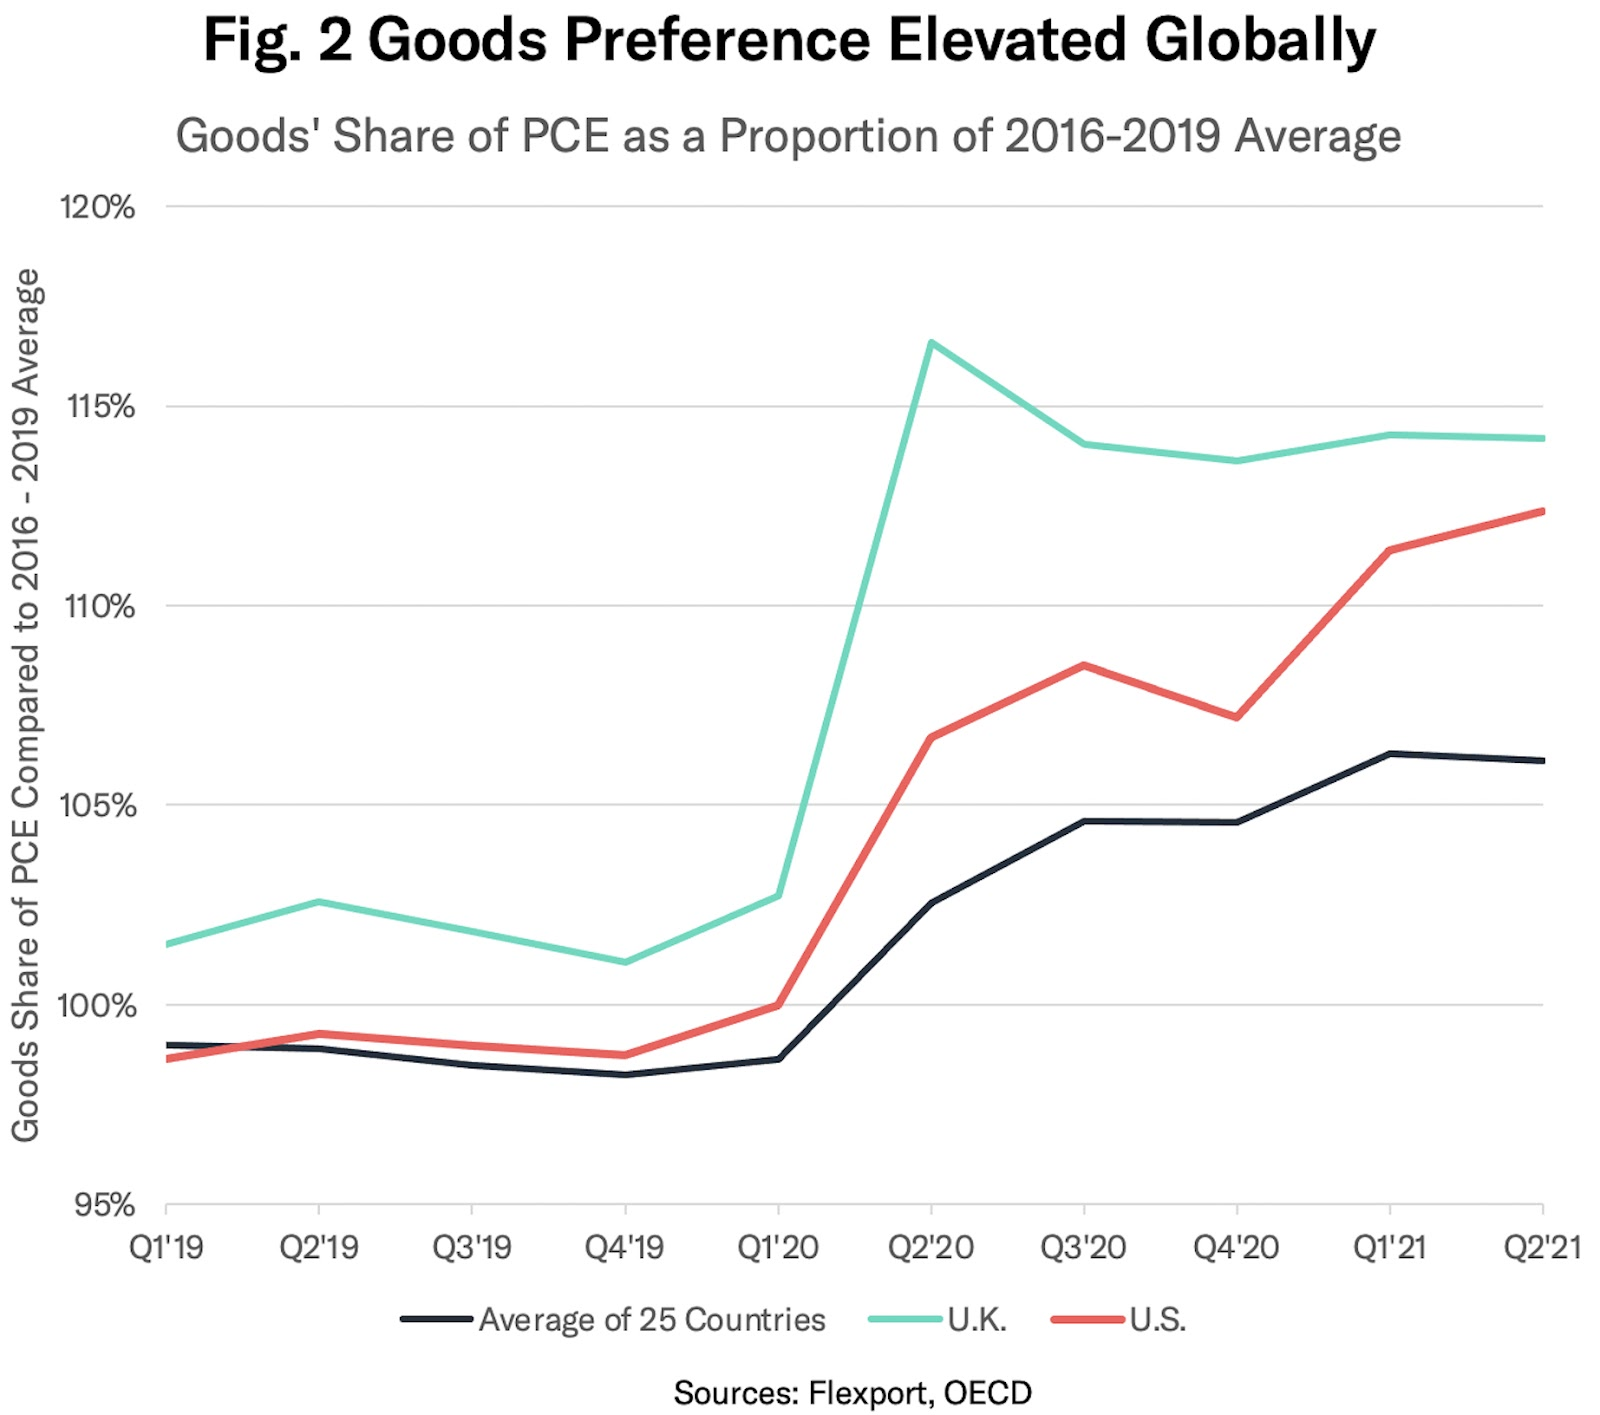 Fig. 2 Goods Preference Elevated Globally
Goods' Share of PCE as a Proportion of 2016-2019 Average
Goods Share of PCE Compared to 2016 - 2019 Average
120%
115%
110%
105%
100%
95%
Q1'19 Q2'19 Q3'19 Q4'19 Q1'20 Q2'20 Q3'20 Q4'20 Q1'21 Q2'21
Average of 25 Countries U.K. U.S.
Sources: Flexport, OECD